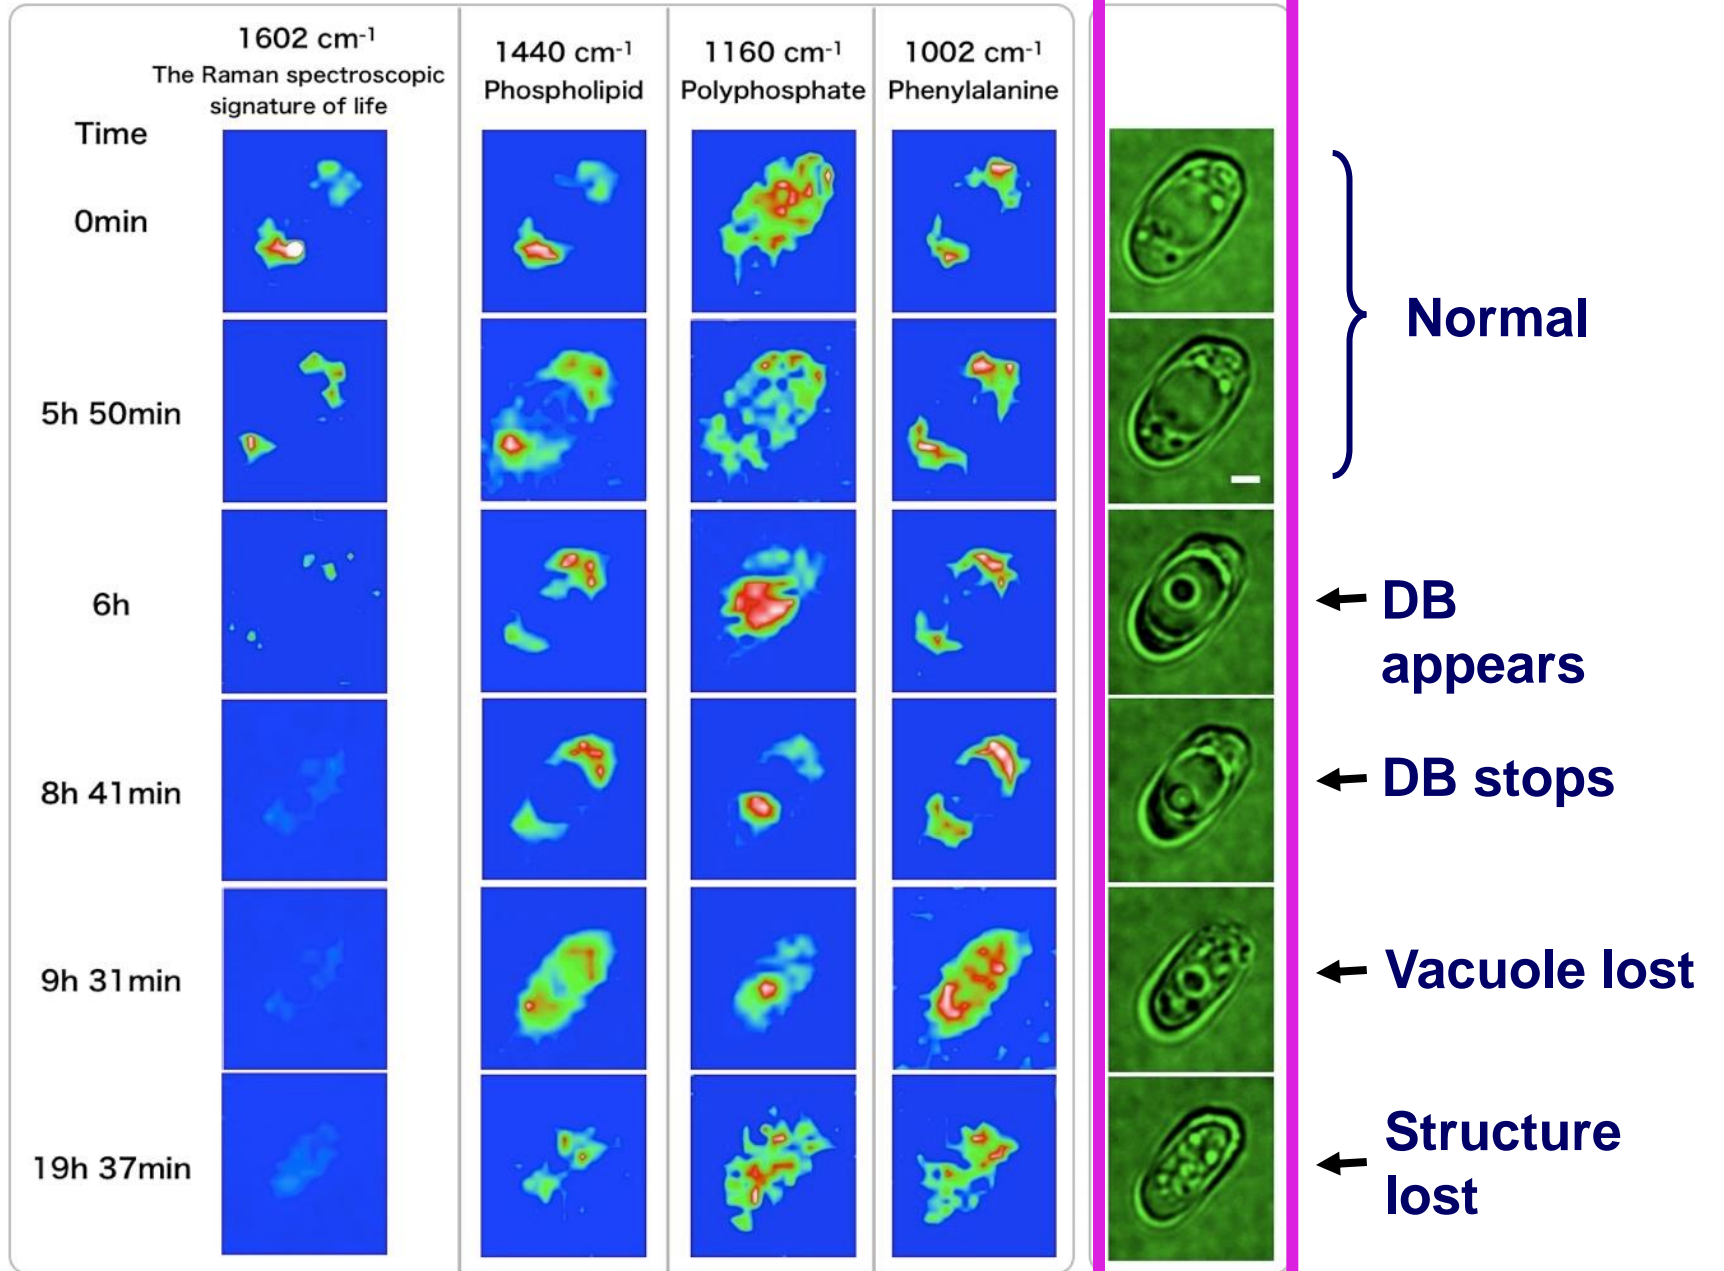 1602 cm-1
The Raman spectroscopic
signature of life
1440 cm-1
Phospholipid
1160 cm-1
Polyphosphate
1002 cm-1
Phenylalanine
Time
0min
Normal
5h 50min
6h
DB
appears
8h 41min
DB stops
9h 31min
Vacuole lost
19h 37min
Structure
lost